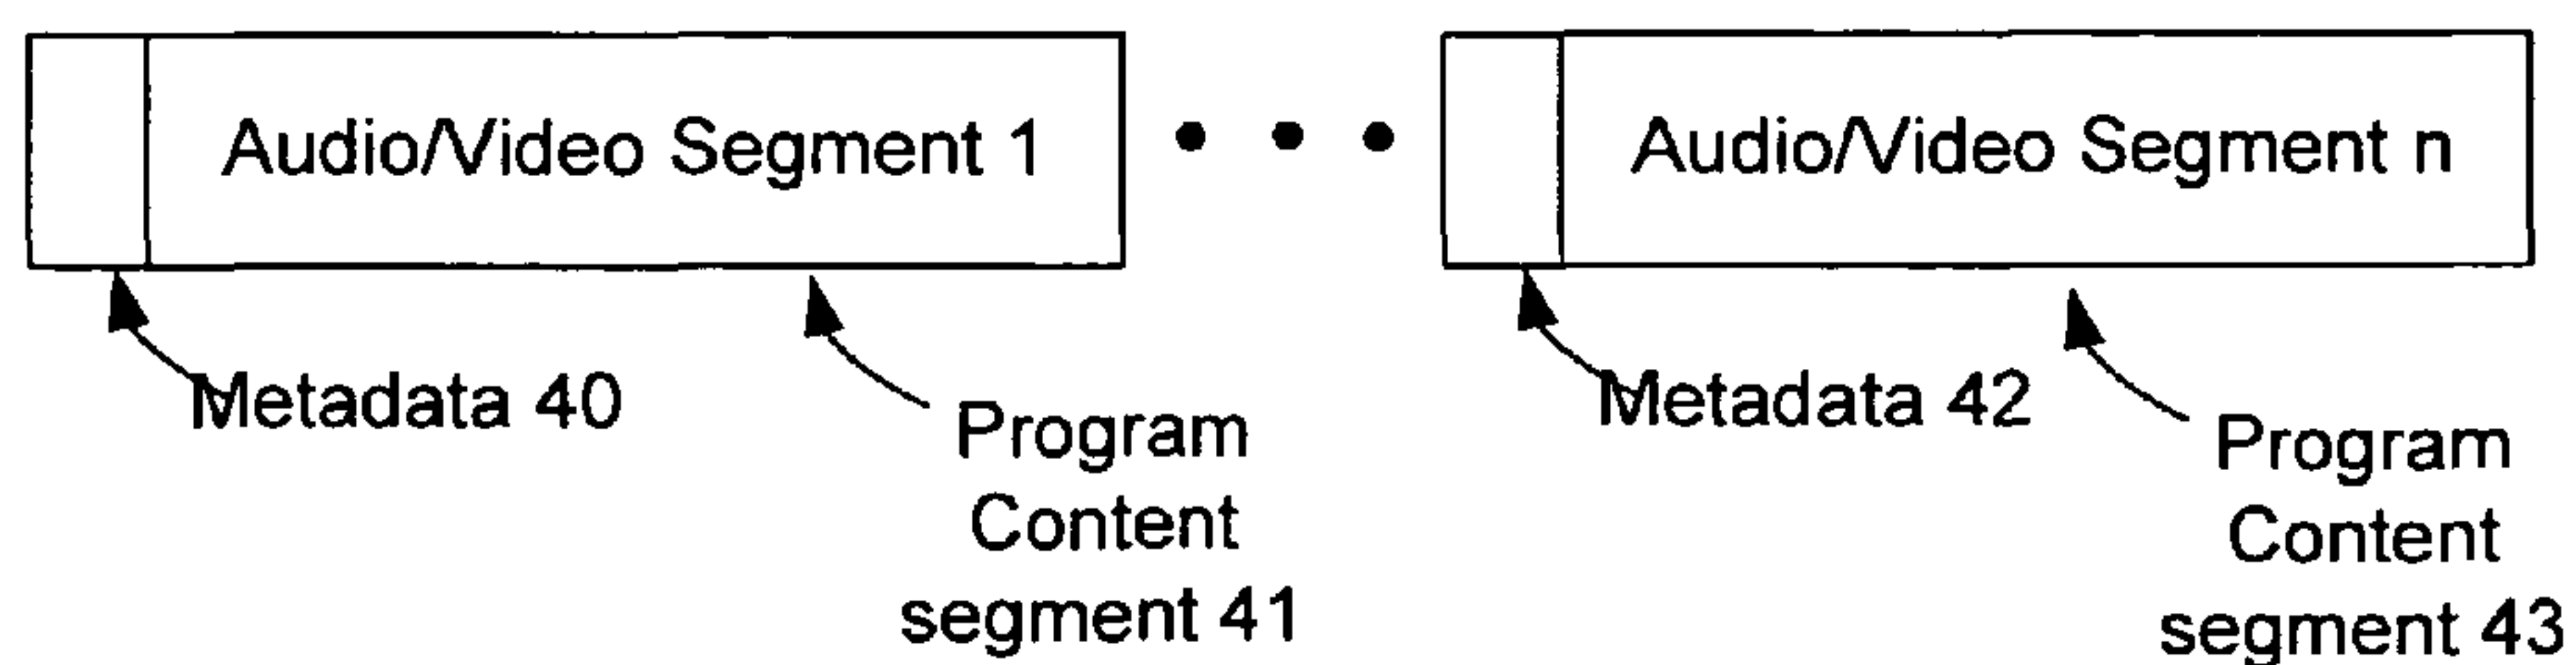 Audio/Video Segment 1
Audio/Video Segment n
Metadata 40
Program
Content
segment 41
Metadata 42
Program
Content
segment 43